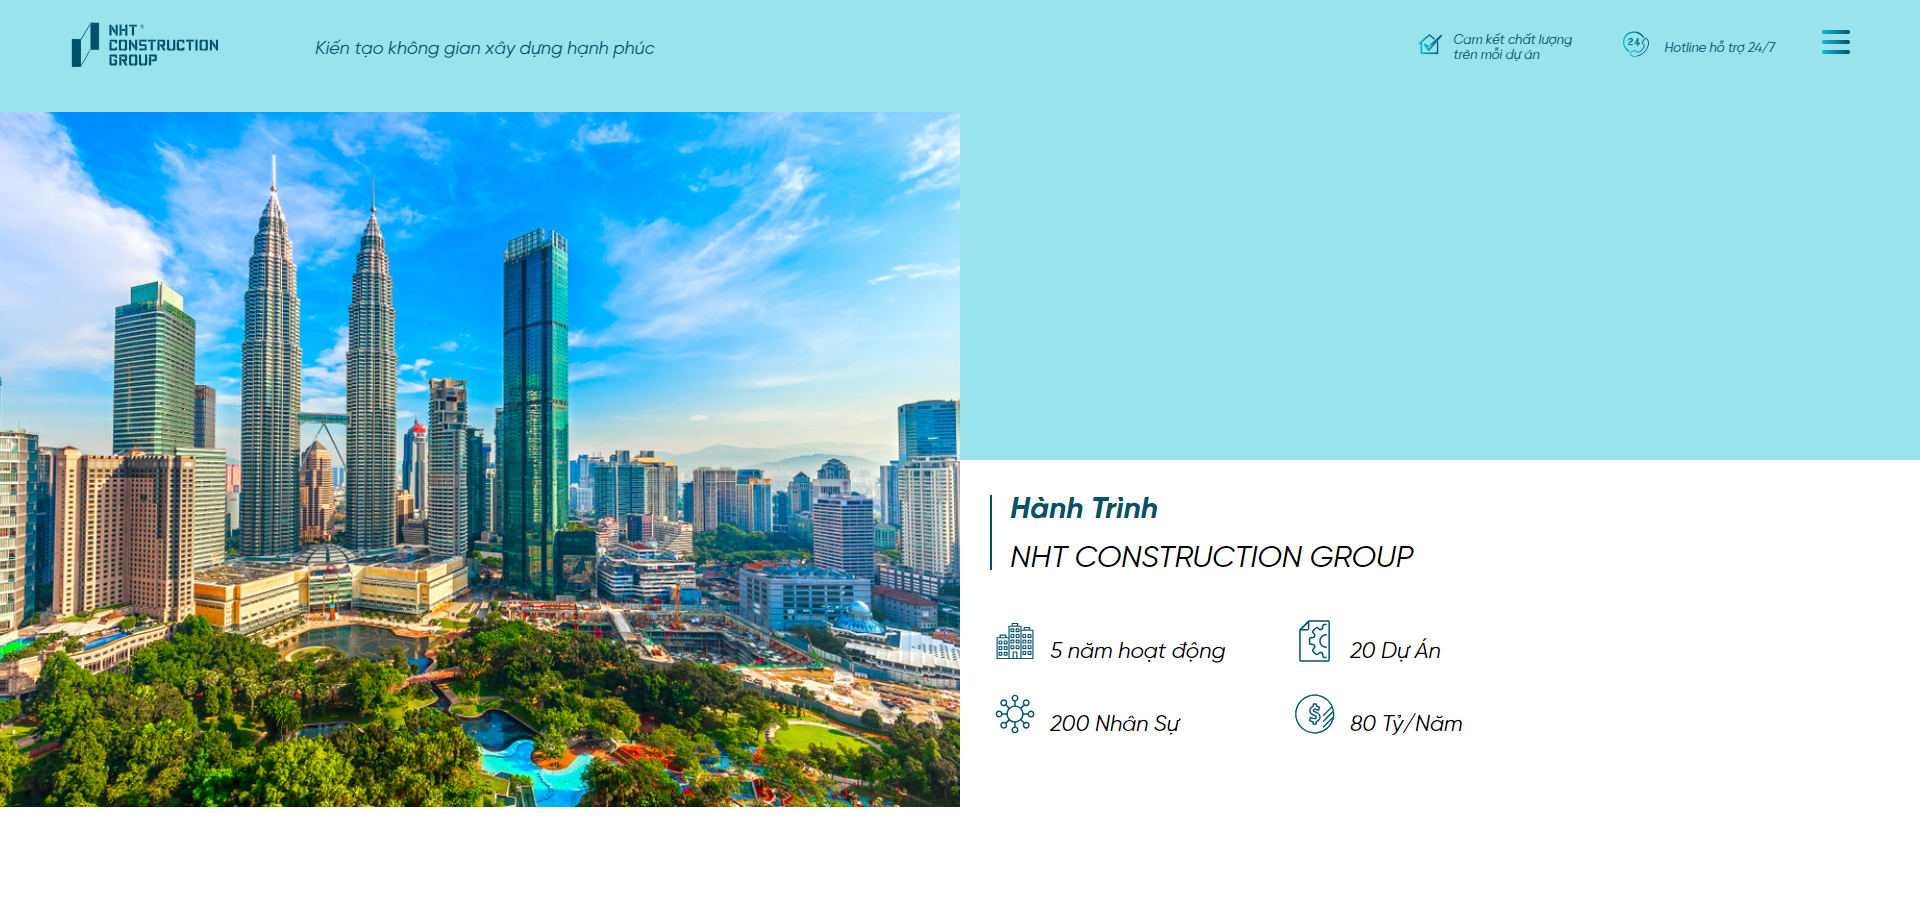 NHT®
CONSTRUCTION
GROUP
Kiến tạo không gian xây dựng hạnh phúc
Cam kết chất lượng
trên mỗi dự án
24
Hotline hỗ trợ 24/7
Hành Trình
NHT CONSTRUCTION GROUP
5 năm hoạt động
20 Dự Án
200 Nhân Sự
$
80 Tỷ/Năm